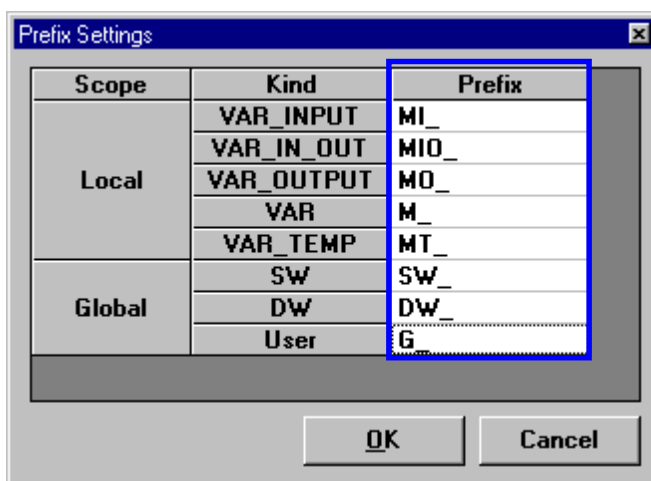 Prefix Settings
Scope Kind Prefix
VAR_INPUT MI_
VAR_IN_OUT MIO_
Local VAR_OUTPUT MO_
VAR M_
VAR_TEMP MT_
SW SW_
Global DW DW_
User G_
OK Cancel